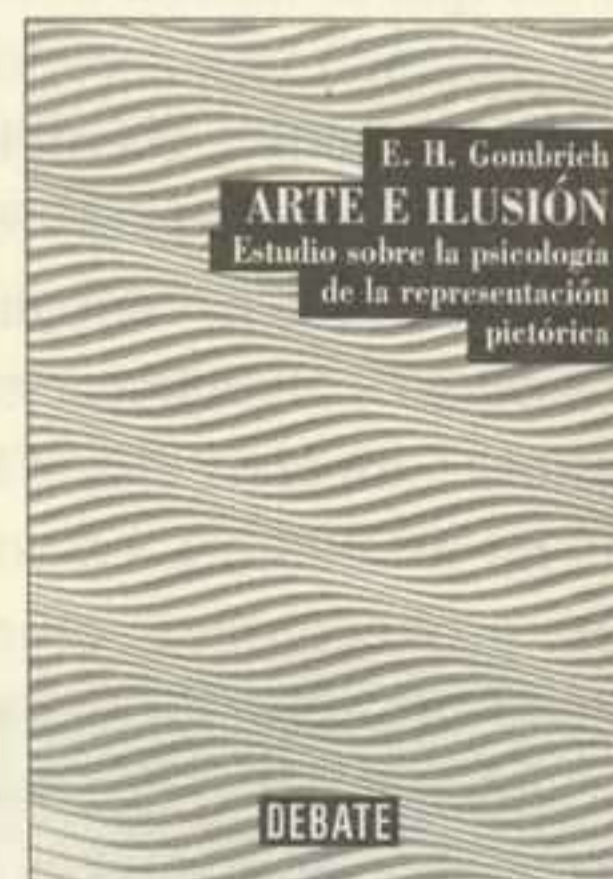 E. H. Gombrich
ARTE E ILUSIÓN
Estudio sobre la psicología
de la representación
pictórica
DEBATE